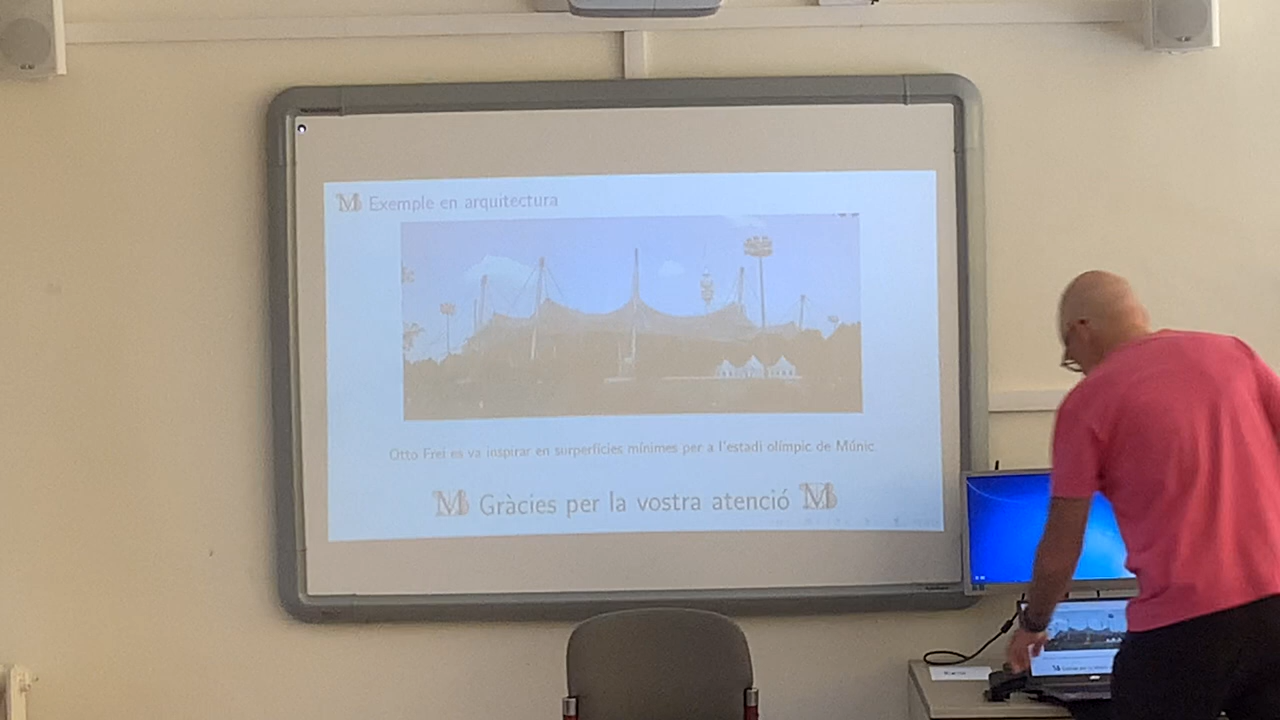 Exemple en arquitectura
Otto Frei es va inspirar en surperfícies mínimes per a l'estadi olímpic de Múnic
Gràcies per la vostra atenció